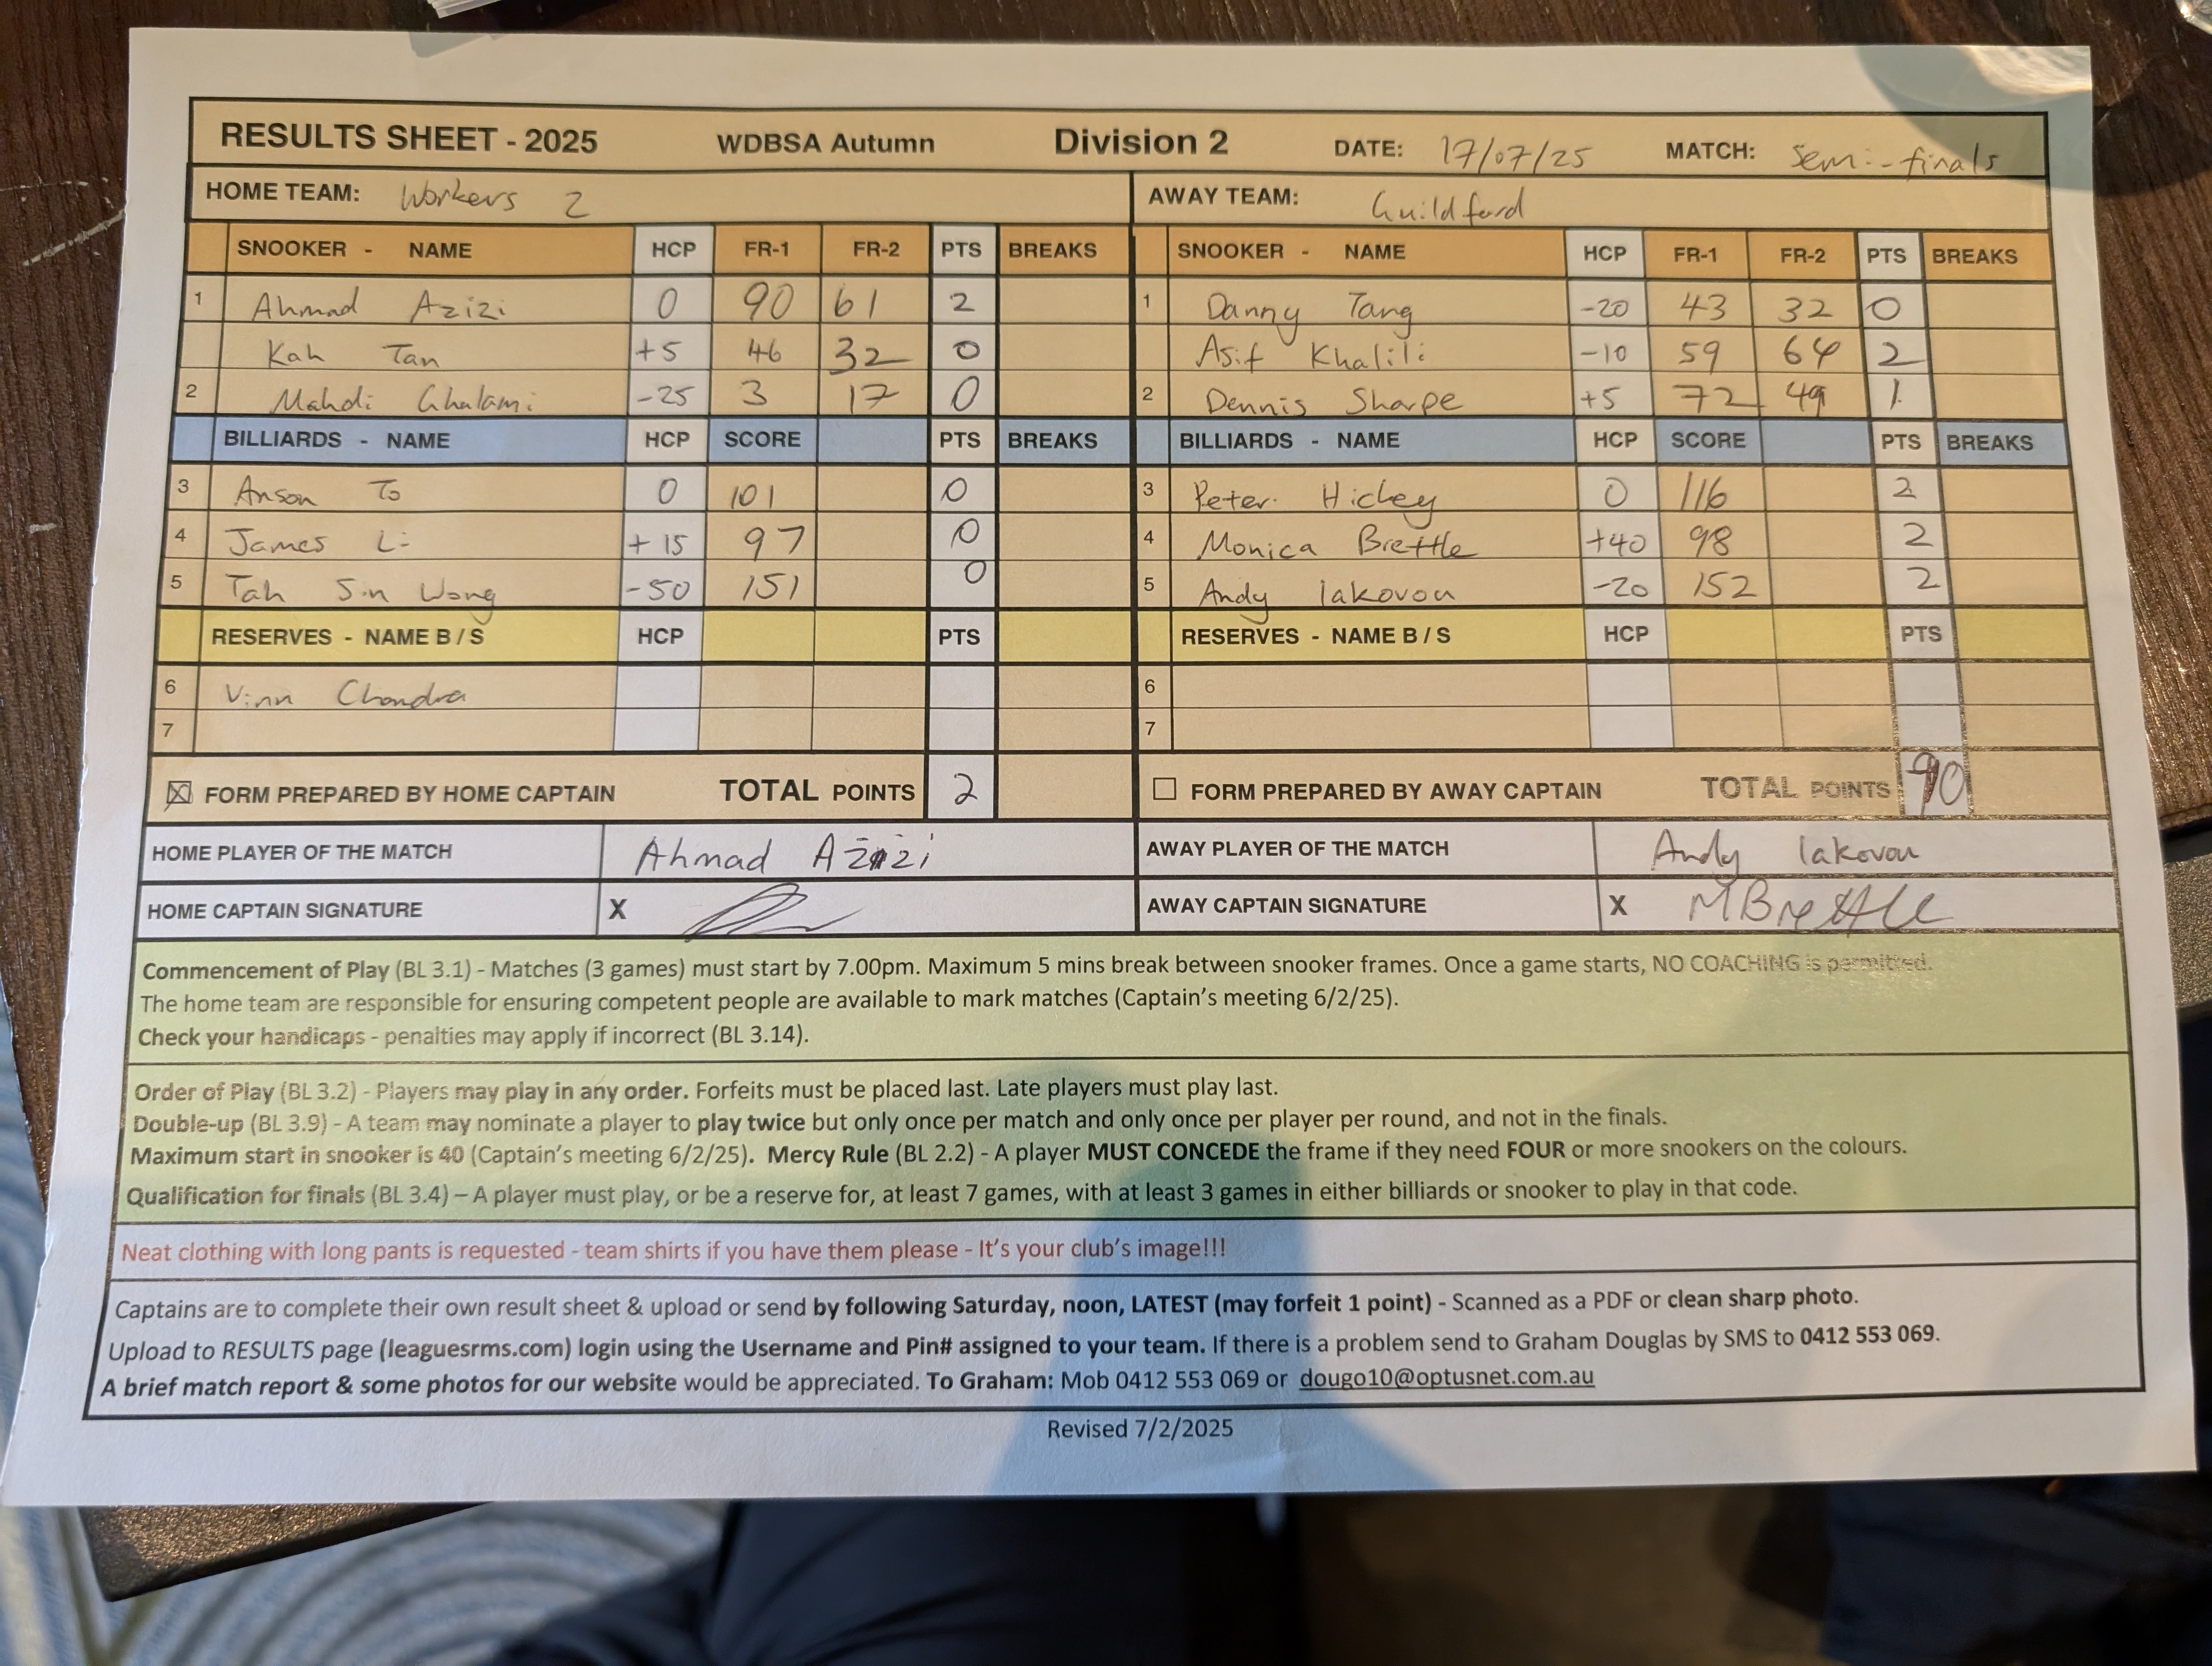 RESULTS SHEET - 2025 WDBSA Autumn Division 2 DATE: 17/07/25 MATCH: Semi-finals
HOME TEAM: Workers 2 AWAY TEAM: Guildford
SNOOKER - NAME HCP FR-1 FR-2 PTS BREAKS SNOOKER - NAME HCP FR-1 FR-2 PTS BREAKS
1 Ahmad Azizi 0 90 61 2 1 Danny Tang -20 43 32 0
Kah Tan +5 46 32 0 Asif Khalili -10 59 64 2
2 Mahdi Ghulami -25 3 17 0 2 Dennis Sharpe +5 72 49 1
BILLIARDS - NAME HCP SCORE PTS BREAKS BILLIARDS - NAME HCP SCORE PTS BREAKS
3 Anson To 0 101 0 3 Peter Hickey 0 116 2
4 James Li +15 97 0 4 Monica Brettle +40 98 2
5 Tah Sin Wong -50 151 0 5 Andy Iakovou -20 152 2
RESERVES - NAME B / S HCP PTS RESERVES - NAME B / S HCP PTS
6 Vinn Chandra 6
7 7
FORM PREPARED BY HOME CAPTAIN TOTAL POINTS 2 FORM PREPARED BY AWAY CAPTAIN TOTAL POINTS
HOME PLAYER OF THE MATCH Ahmad Azizi AWAY PLAYER OF THE MATCH Andy Iakovou
HOME CAPTAIN SIGNATURE X AWAY CAPTAIN SIGNATURE X MBrettle
Commencement of Play (BL 3.1) - Matches (3 games) must start by 7.00pm. Maximum 5 mins break between snooker frames. Once a game starts, NO COACHING is permitted.
The home team are responsible for ensuring competent people are available to mark matches (Captain's meeting 6/2/25).
Check your handicaps - penalties may apply if incorrect (BL 3.14).
Order of Play (BL 3.2) - Players may play in any order. Forfeits must be placed last. Late players must play last.
Double-up (BL 3.9) - A team may nominate a player to play twice but only once per match and only once per player per round, and not in the finals.
Maximum start in snooker is 40 (Captain's meeting 6/2/25). Mercy Rule (BL 2.2) - A player MUST CONCEDE the frame if they need FOUR or more snookers on the colours.
Qualification for finals (BL 3.4) – A player must play, or be a reserve for, at least 7 games, with at least 3 games in either billiards or snooker to play in that code.
Neat clothing with long pants is requested - team shirts if you have them please - It's your club's image!!!
Captains are to complete their own result sheet & upload or send by following Saturday, noon, LATEST (may forfeit 1 point) - Scanned as a PDF or clean sharp photo.
Upload to RESULTS page (leaguesrms.com) login using the Username and Pin# assigned to your team. If there is a problem send to Graham Douglas by SMS to 0412 553 069.
A brief match report & some photos for our website would be appreciated. To Graham: Mob 0412 553 069 or dougo10@optusnet.com.au
Revised 7/2/2025